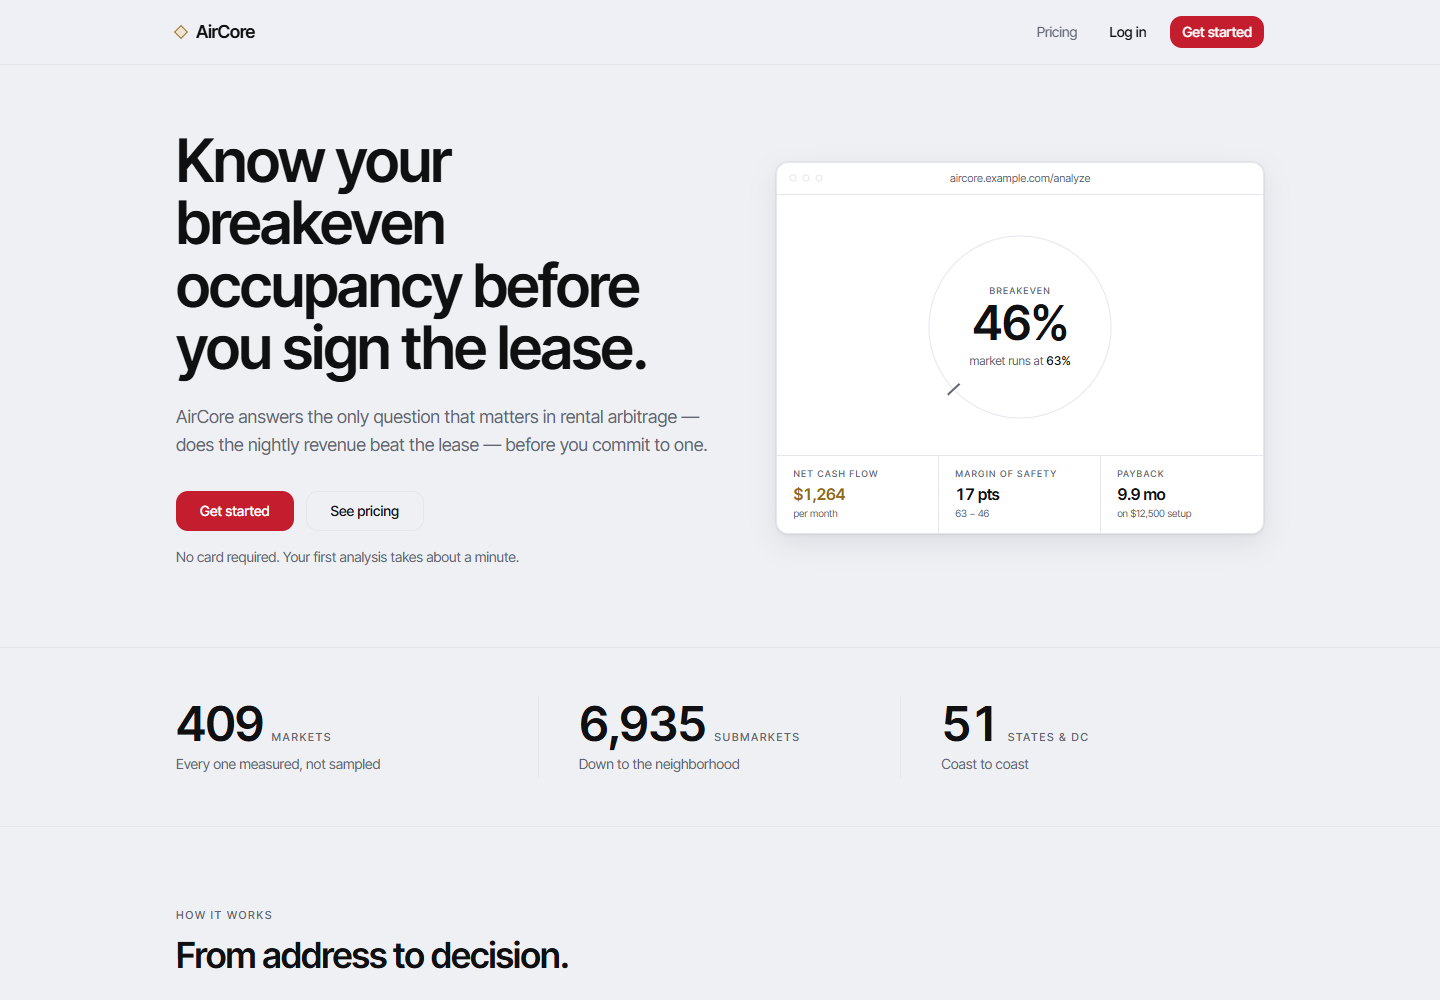 AirCore
Pricing
Log in
Get started
Know your
breakeven
occupancy before
you sign the lease.
AirCore answers the only question that matters in rental arbitrage —
does the nightly revenue beat the lease — before you commit to one.
Get started
See pricing
No card required. Your first analysis takes about a minute.
aircore.example.com/analyze
BREAKEVEN
46%
market runs at 63%
NET CASH FLOW
$1,264
per month
MARGIN OF SAFETY
17 pts
63 – 46
PAYBACK
9.9 mo
on $12,500 setup
409 MARKETS
Every one measured, not sampled
6,935 SUBMARKETS
Down to the neighborhood
51 STATES & DC
Coast to coast
HOW IT WORKS
From address to decision.